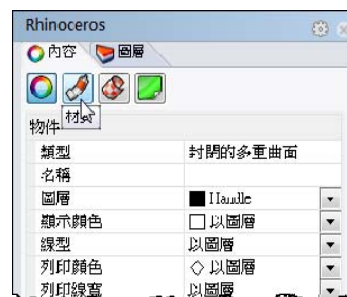 Rhinoceros
內容 圖層
物件
材質
類型 封閉的多重曲面
名稱
圖層 Handle
顯示顏色 以圖層
線型 以圖層
列印顏色 以圖層
列印線寬 以圖層